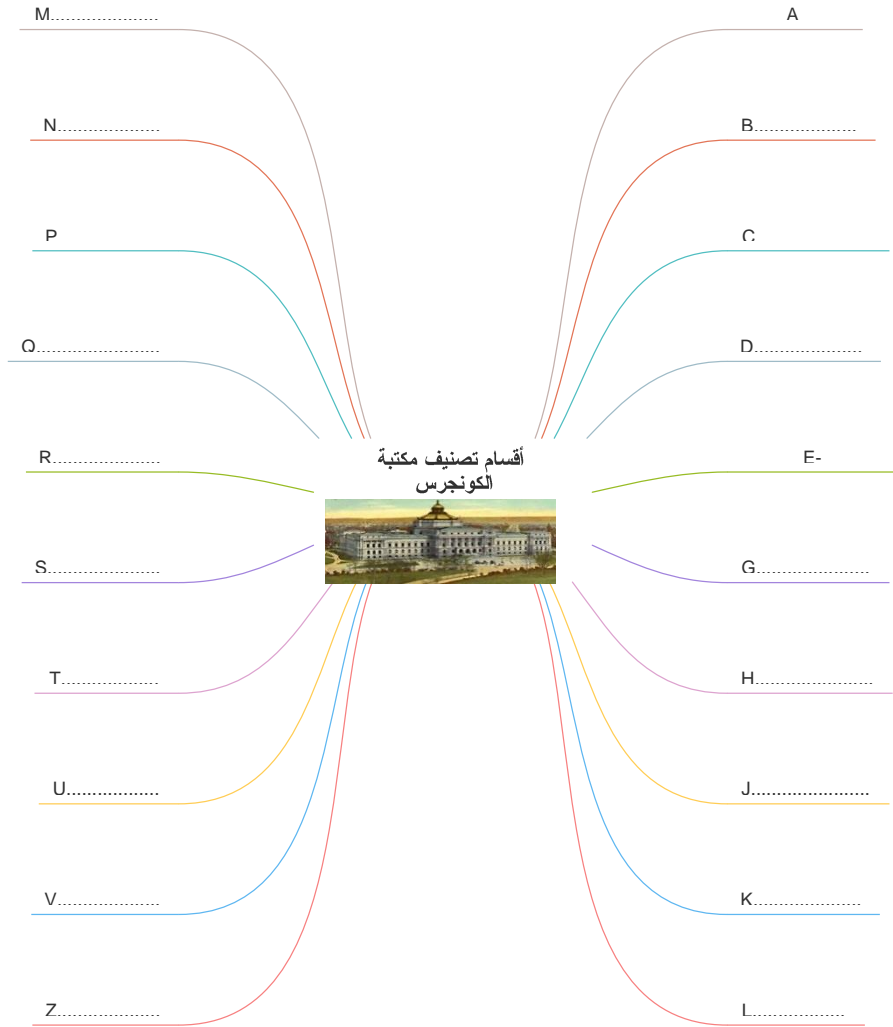 M...................
A
N...................
B...................
P
C
Q.......................
D........................
أقسام تصنيف مكتبة
الكونجرس
R....................
E-
S.....................
G.....................
T..................
H......................
U.................
J......................
V...................
K....................
Z...................
L.................